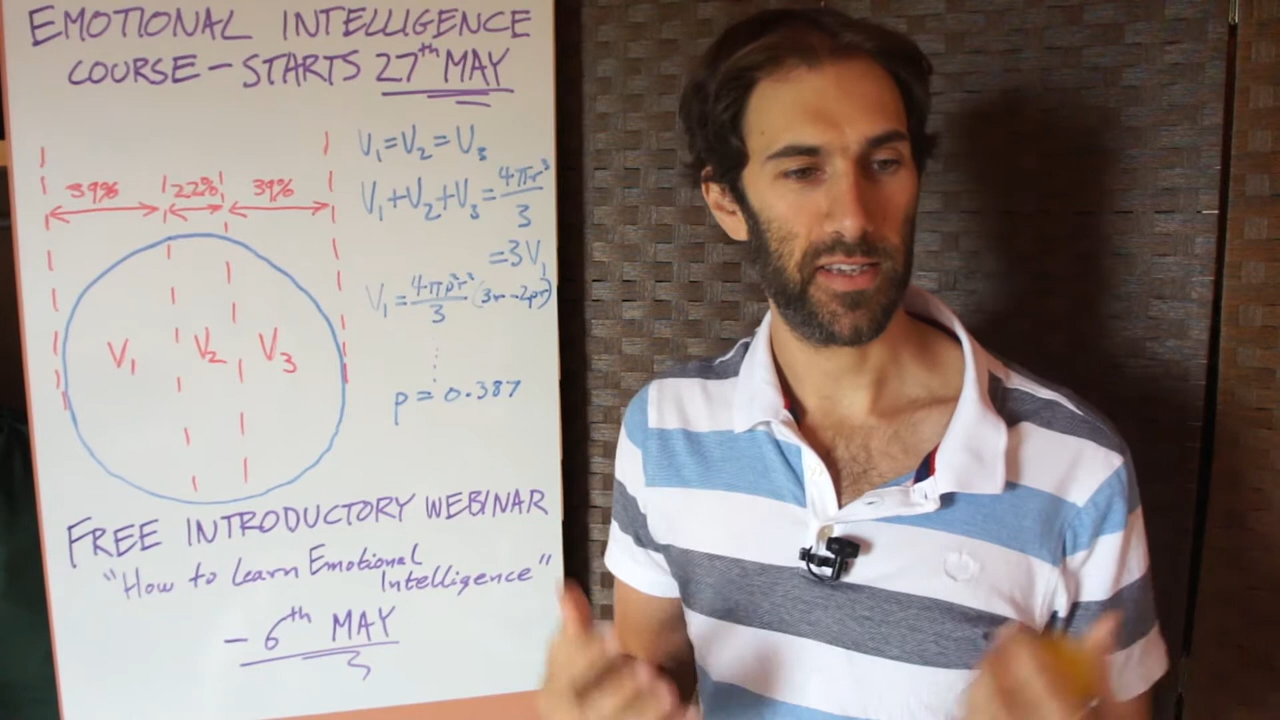 EMOTIONAL INTELLIGENCE
COURSE – STARTS 27th MAY
39% 22% 39%
V₁ V₂ V₃
V₁=V₂=V₃
V₁+V₂+V₃=4πr³/3
=3V₁
V₁=4πp²r²/3 (3r-2pr)
⋮
p = 0.387
FREE INTRODUCTORY WEBINAR
"How to Learn Emotional
Intelligence"
- 6th MAY